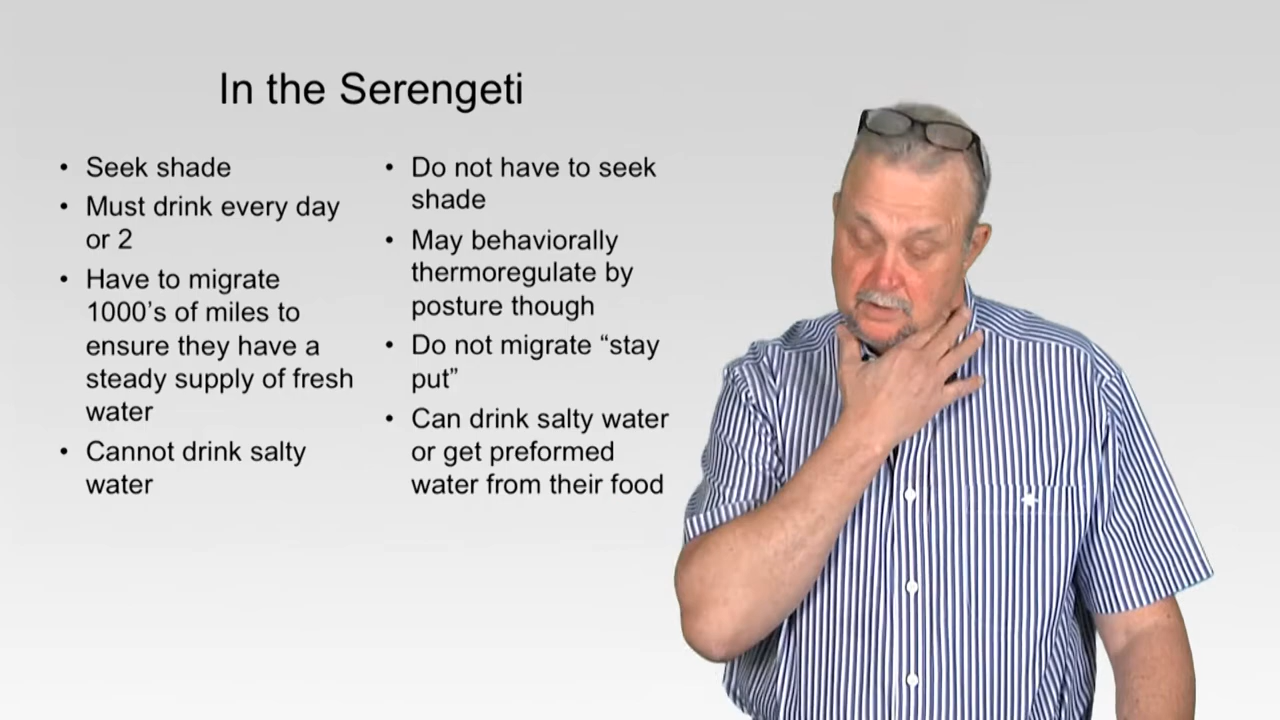 In the Serengeti
• Seek shade
• Must drink every day
or 2
• Have to migrate
1000's of miles to
ensure they have a
steady supply of fresh
water
• Cannot drink salty
water
• Do not have to seek
shade
• May behaviorally
thermoregulate by
posture though
• Do not migrate “stay
put”
• Can drink salty water
or get preformed
water from their food